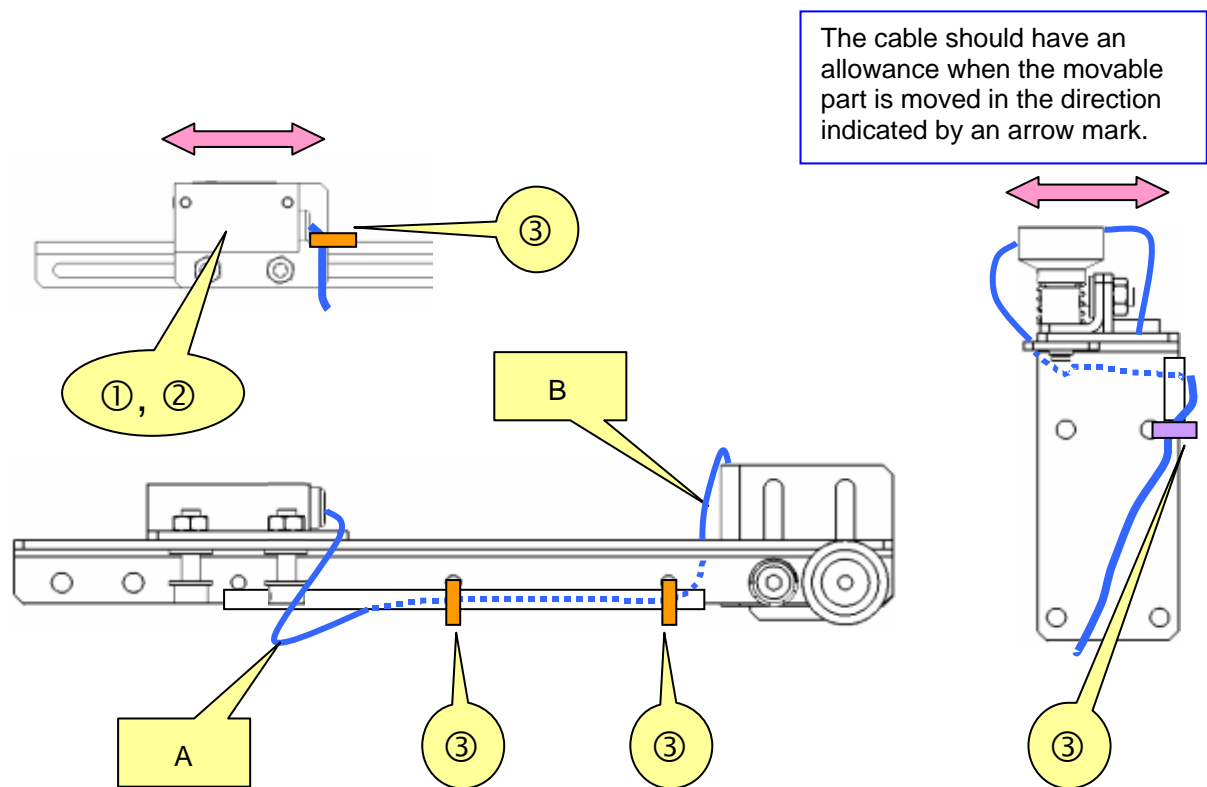 The cable should have an
allowance when the movable
part is moved in the direction
indicated by an arrow mark.
③
①, ②
B
A
③
③
③